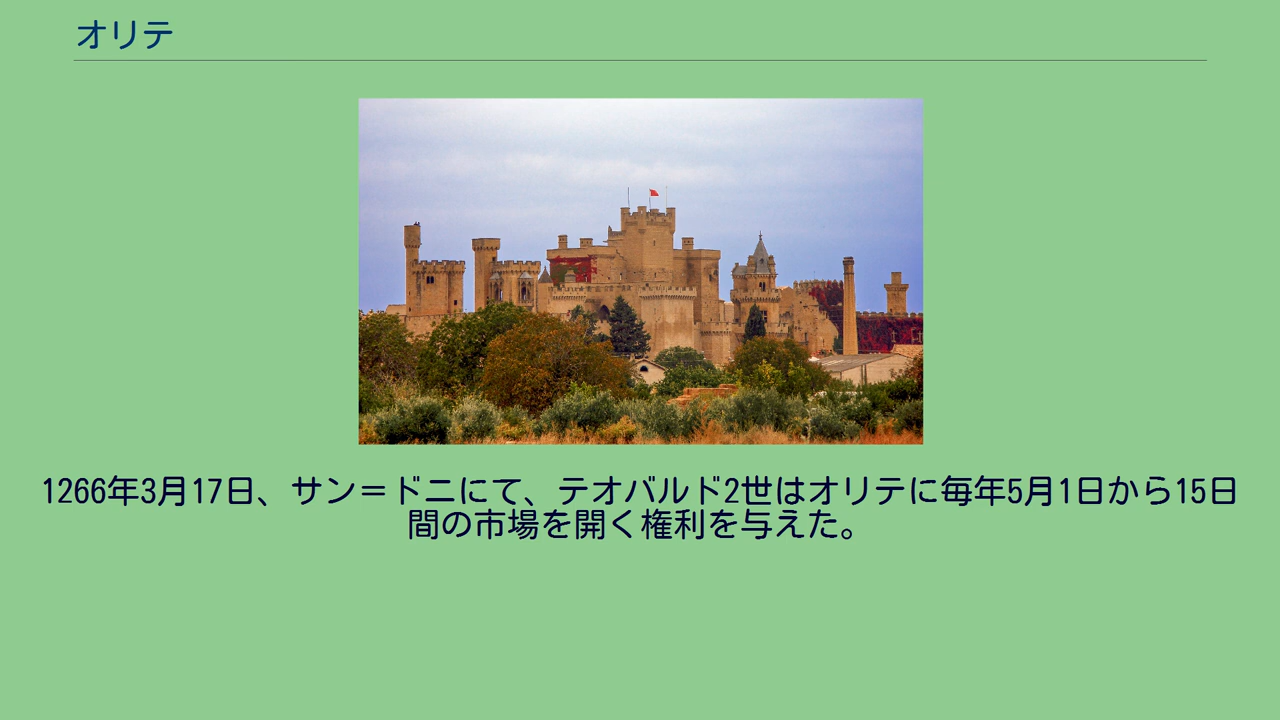 オリテ
1266年3月17日、サン＝ドニにて、テオバルド2世はオリテに毎年5月1日から15日
間の市場を開く権利を与えた。